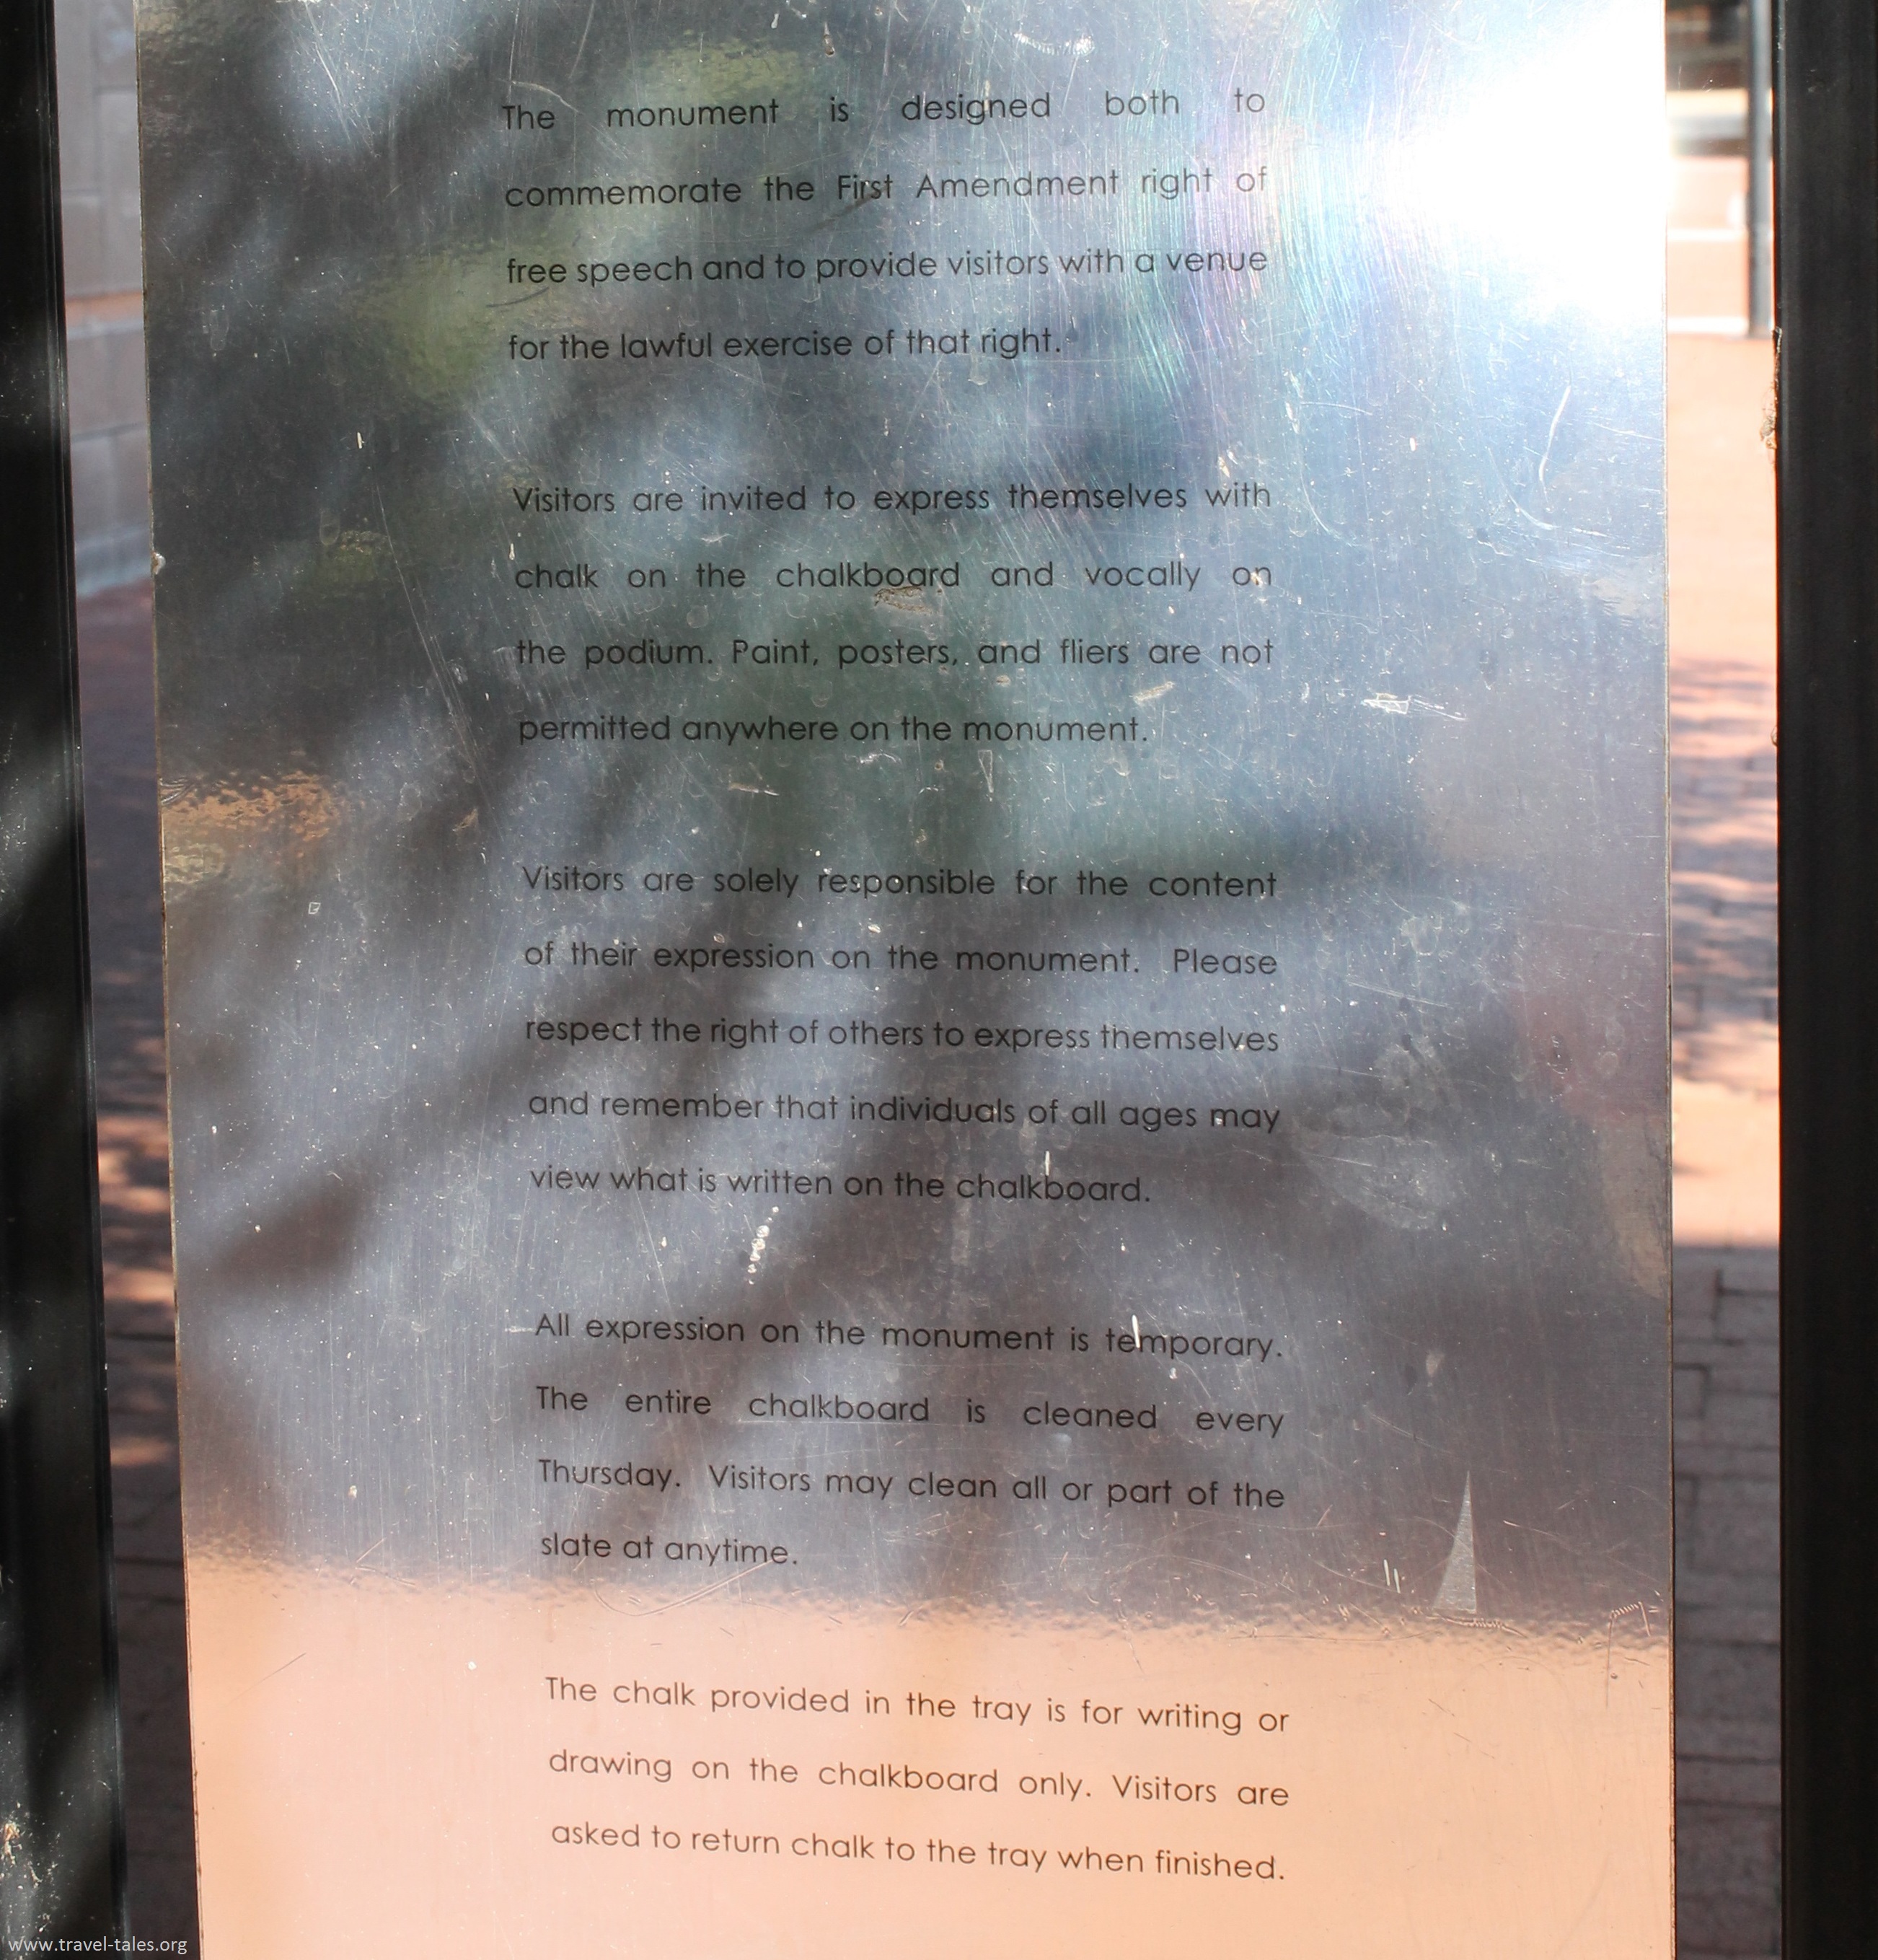 The monument is designed both to
commemorate the First Amendment right of
free speech and to provide visitors with a venue
for the lawful exercise of that right.
Visitors are invited to express themselves with
chalk on the chalkboard and vocally on
the podium. Paint, posters, and fliers are not
permitted anywhere on the monument.
Visitors are solely responsible for the content
of their expression on the monument. Please
respect the right of others to express themselves
and remember that individuals of all ages may
view what is written on the chalkboard.
All expression on the monument is temporary.
The entire chalkboard is cleaned every
Thursday. Visitors may clean all or part of the
slate at anytime.
The chalk provided in the tray is for writing or
drawing on the chalkboard only. Visitors are
asked to return chalk to the tray when finished.
www.travel-tales.org